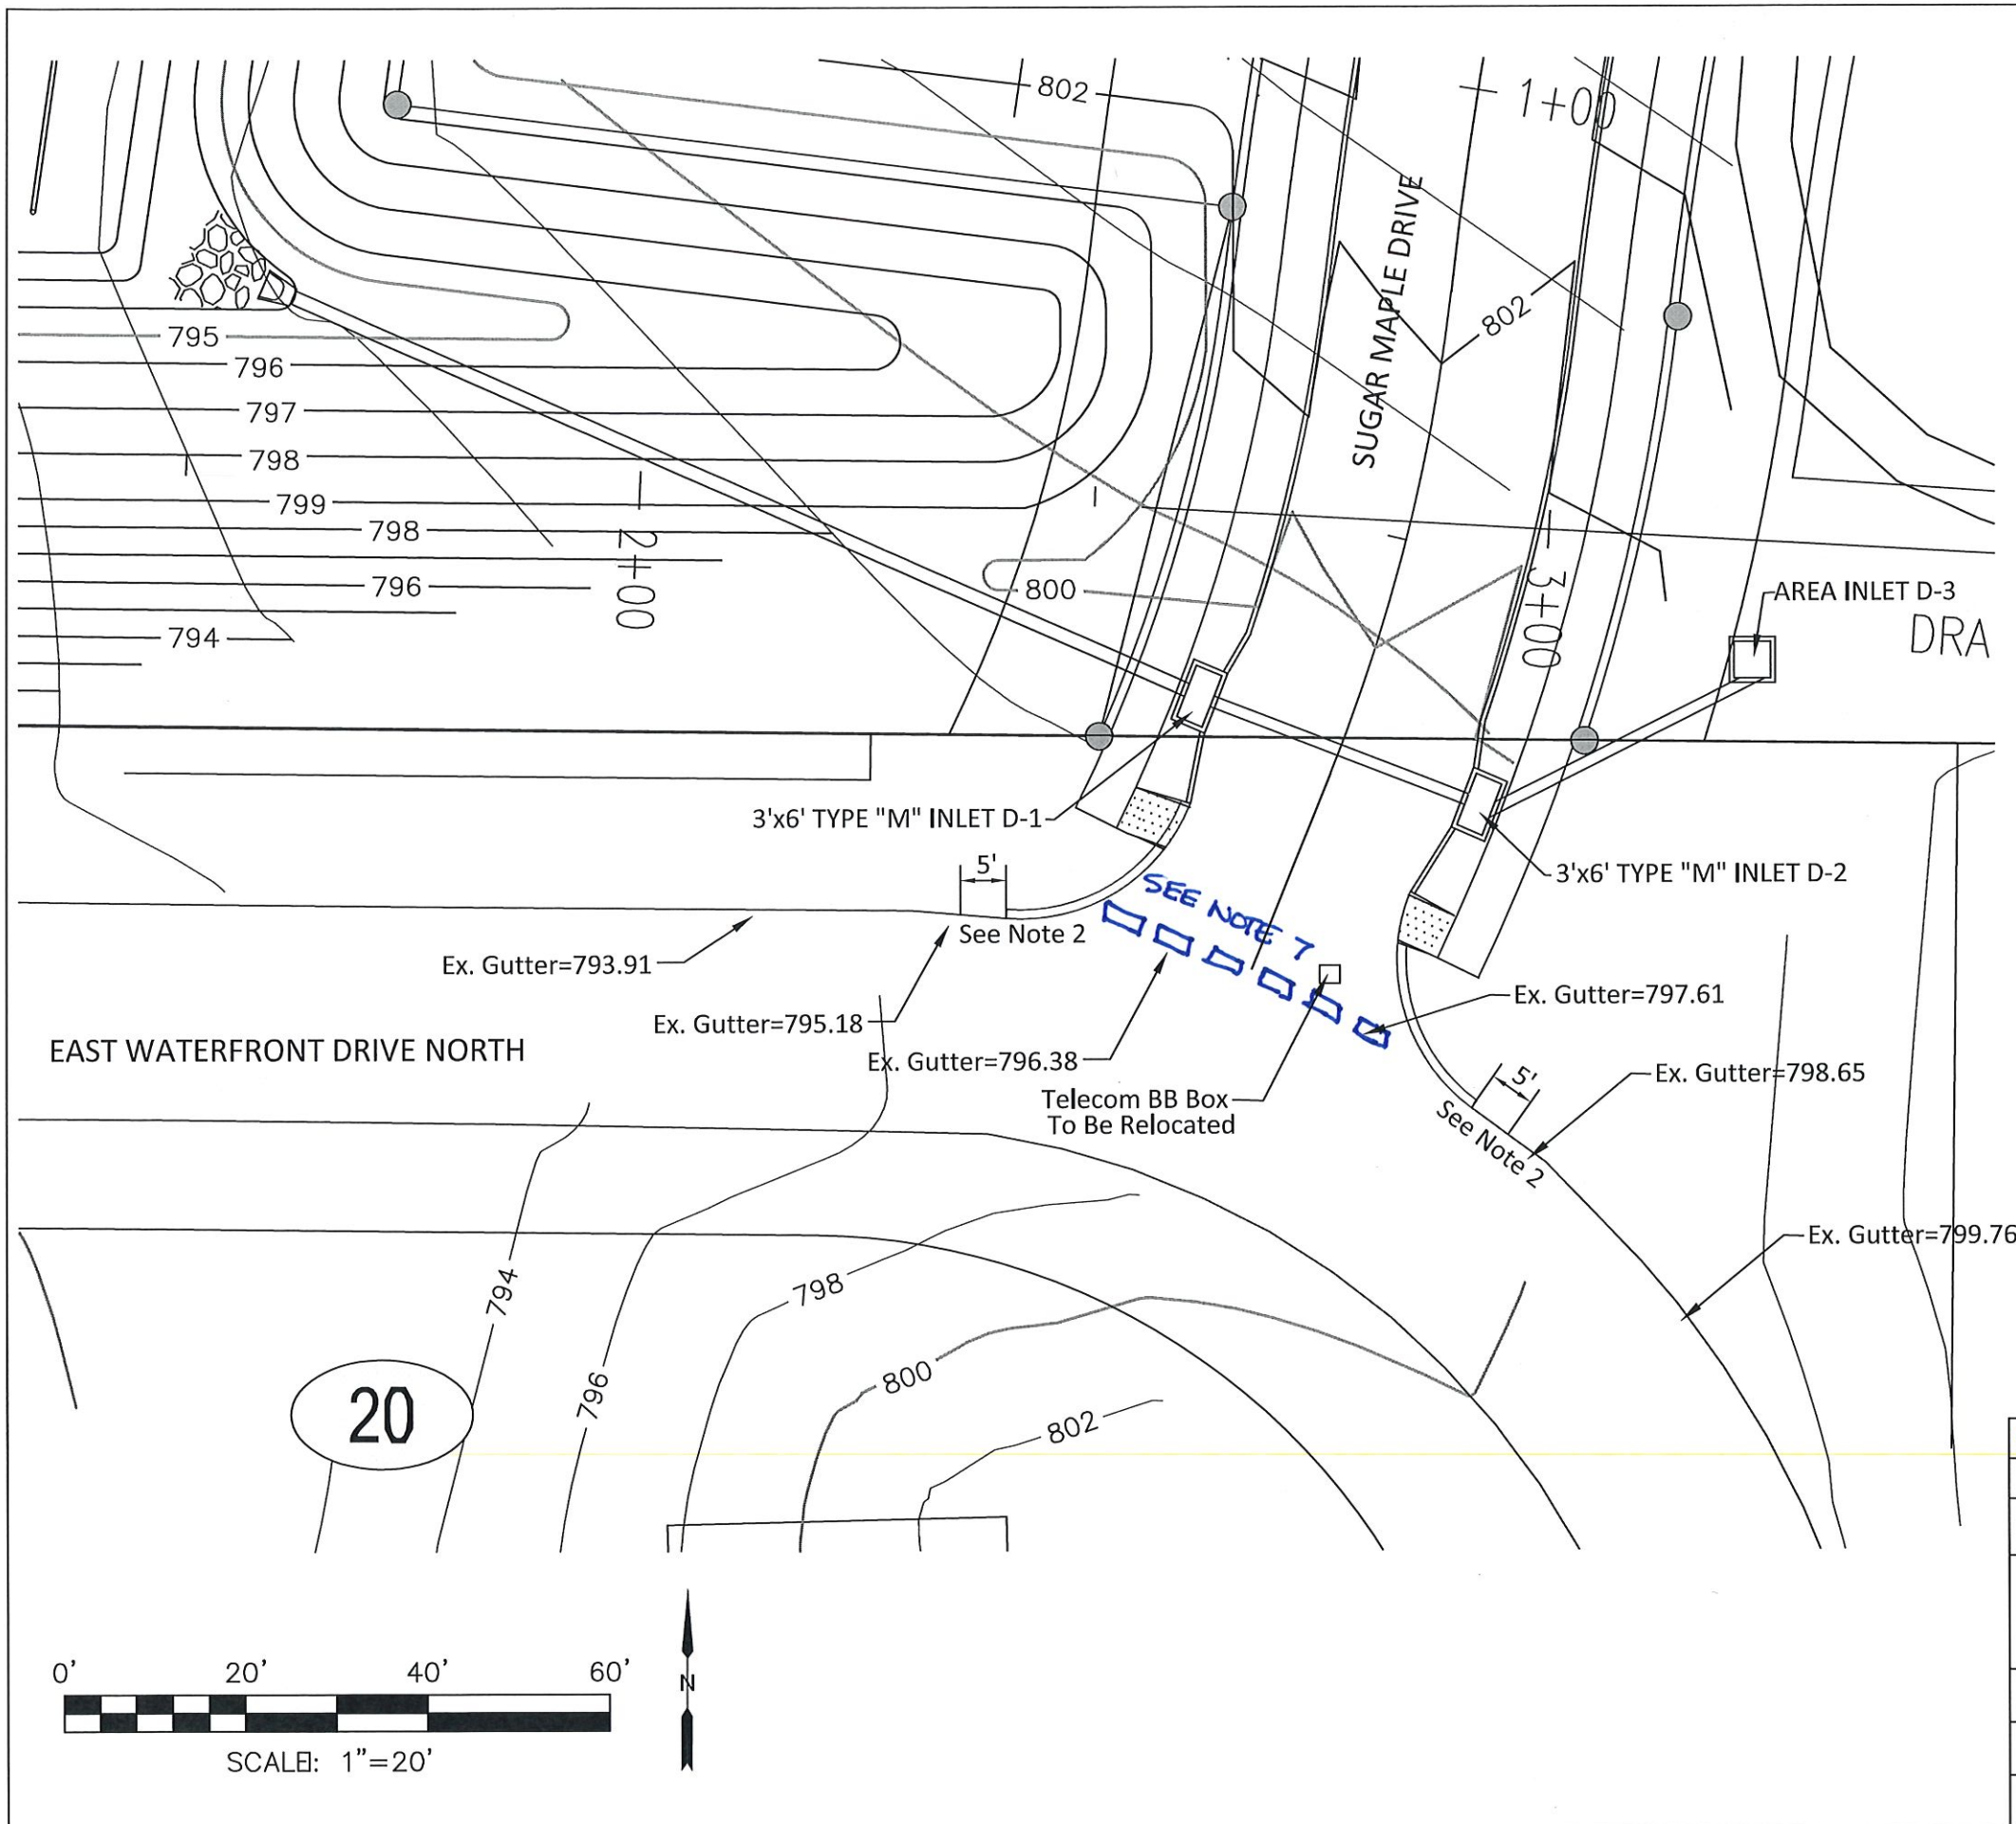 802
1+00
SUGAR MAPLE DRIVE
802
795
796
797
798
799
798
796
794
2+00
800
3+00
AREA INLET D-3
DRA
3'x6' TYPE "M" INLET D-1
3'x6' TYPE "M" INLET D-2
5'
See Note 2
SEE NOTE 7
Ex. Gutter=793.91
Ex. Gutter=795.18
Ex. Gutter=796.38
Ex. Gutter=797.61
EAST WATERFRONT DRIVE NORTH
Telecom BB Box
To Be Relocated
Ex. Gutter=798.65
5'
See Note 2
Ex. Gutter=799.76
794
796
798
800
802
20
0' 20' 40' 60'
N
SCALE: 1"=20'